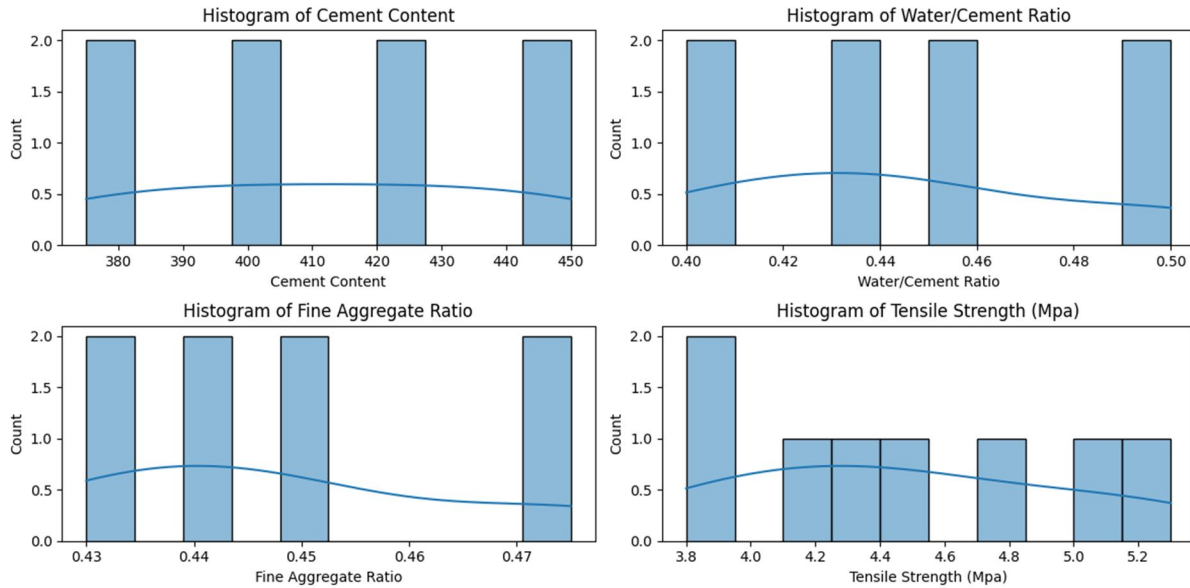 Histogram of Cement Content
Count
2.0
1.5
1.0
0.5
0.0
380 390 400 410 420 430 440 450
Cement Content
Histogram of Water/Cement Ratio
Count
2.0
1.5
1.0
0.5
0.0
0.40 0.42 0.44 0.46 0.48 0.50
Water/Cement Ratio
Histogram of Fine Aggregate Ratio
Count
2.0
1.5
1.0
0.5
0.0
0.43 0.44 0.45 0.46 0.47
Fine Aggregate Ratio
Histogram of Tensile Strength (Mpa)
Count
2.0
1.5
1.0
0.5
0.0
3.8 4.0 4.2 4.4 4.6 4.8 5.0 5.2
Tensile Strength (Mpa)